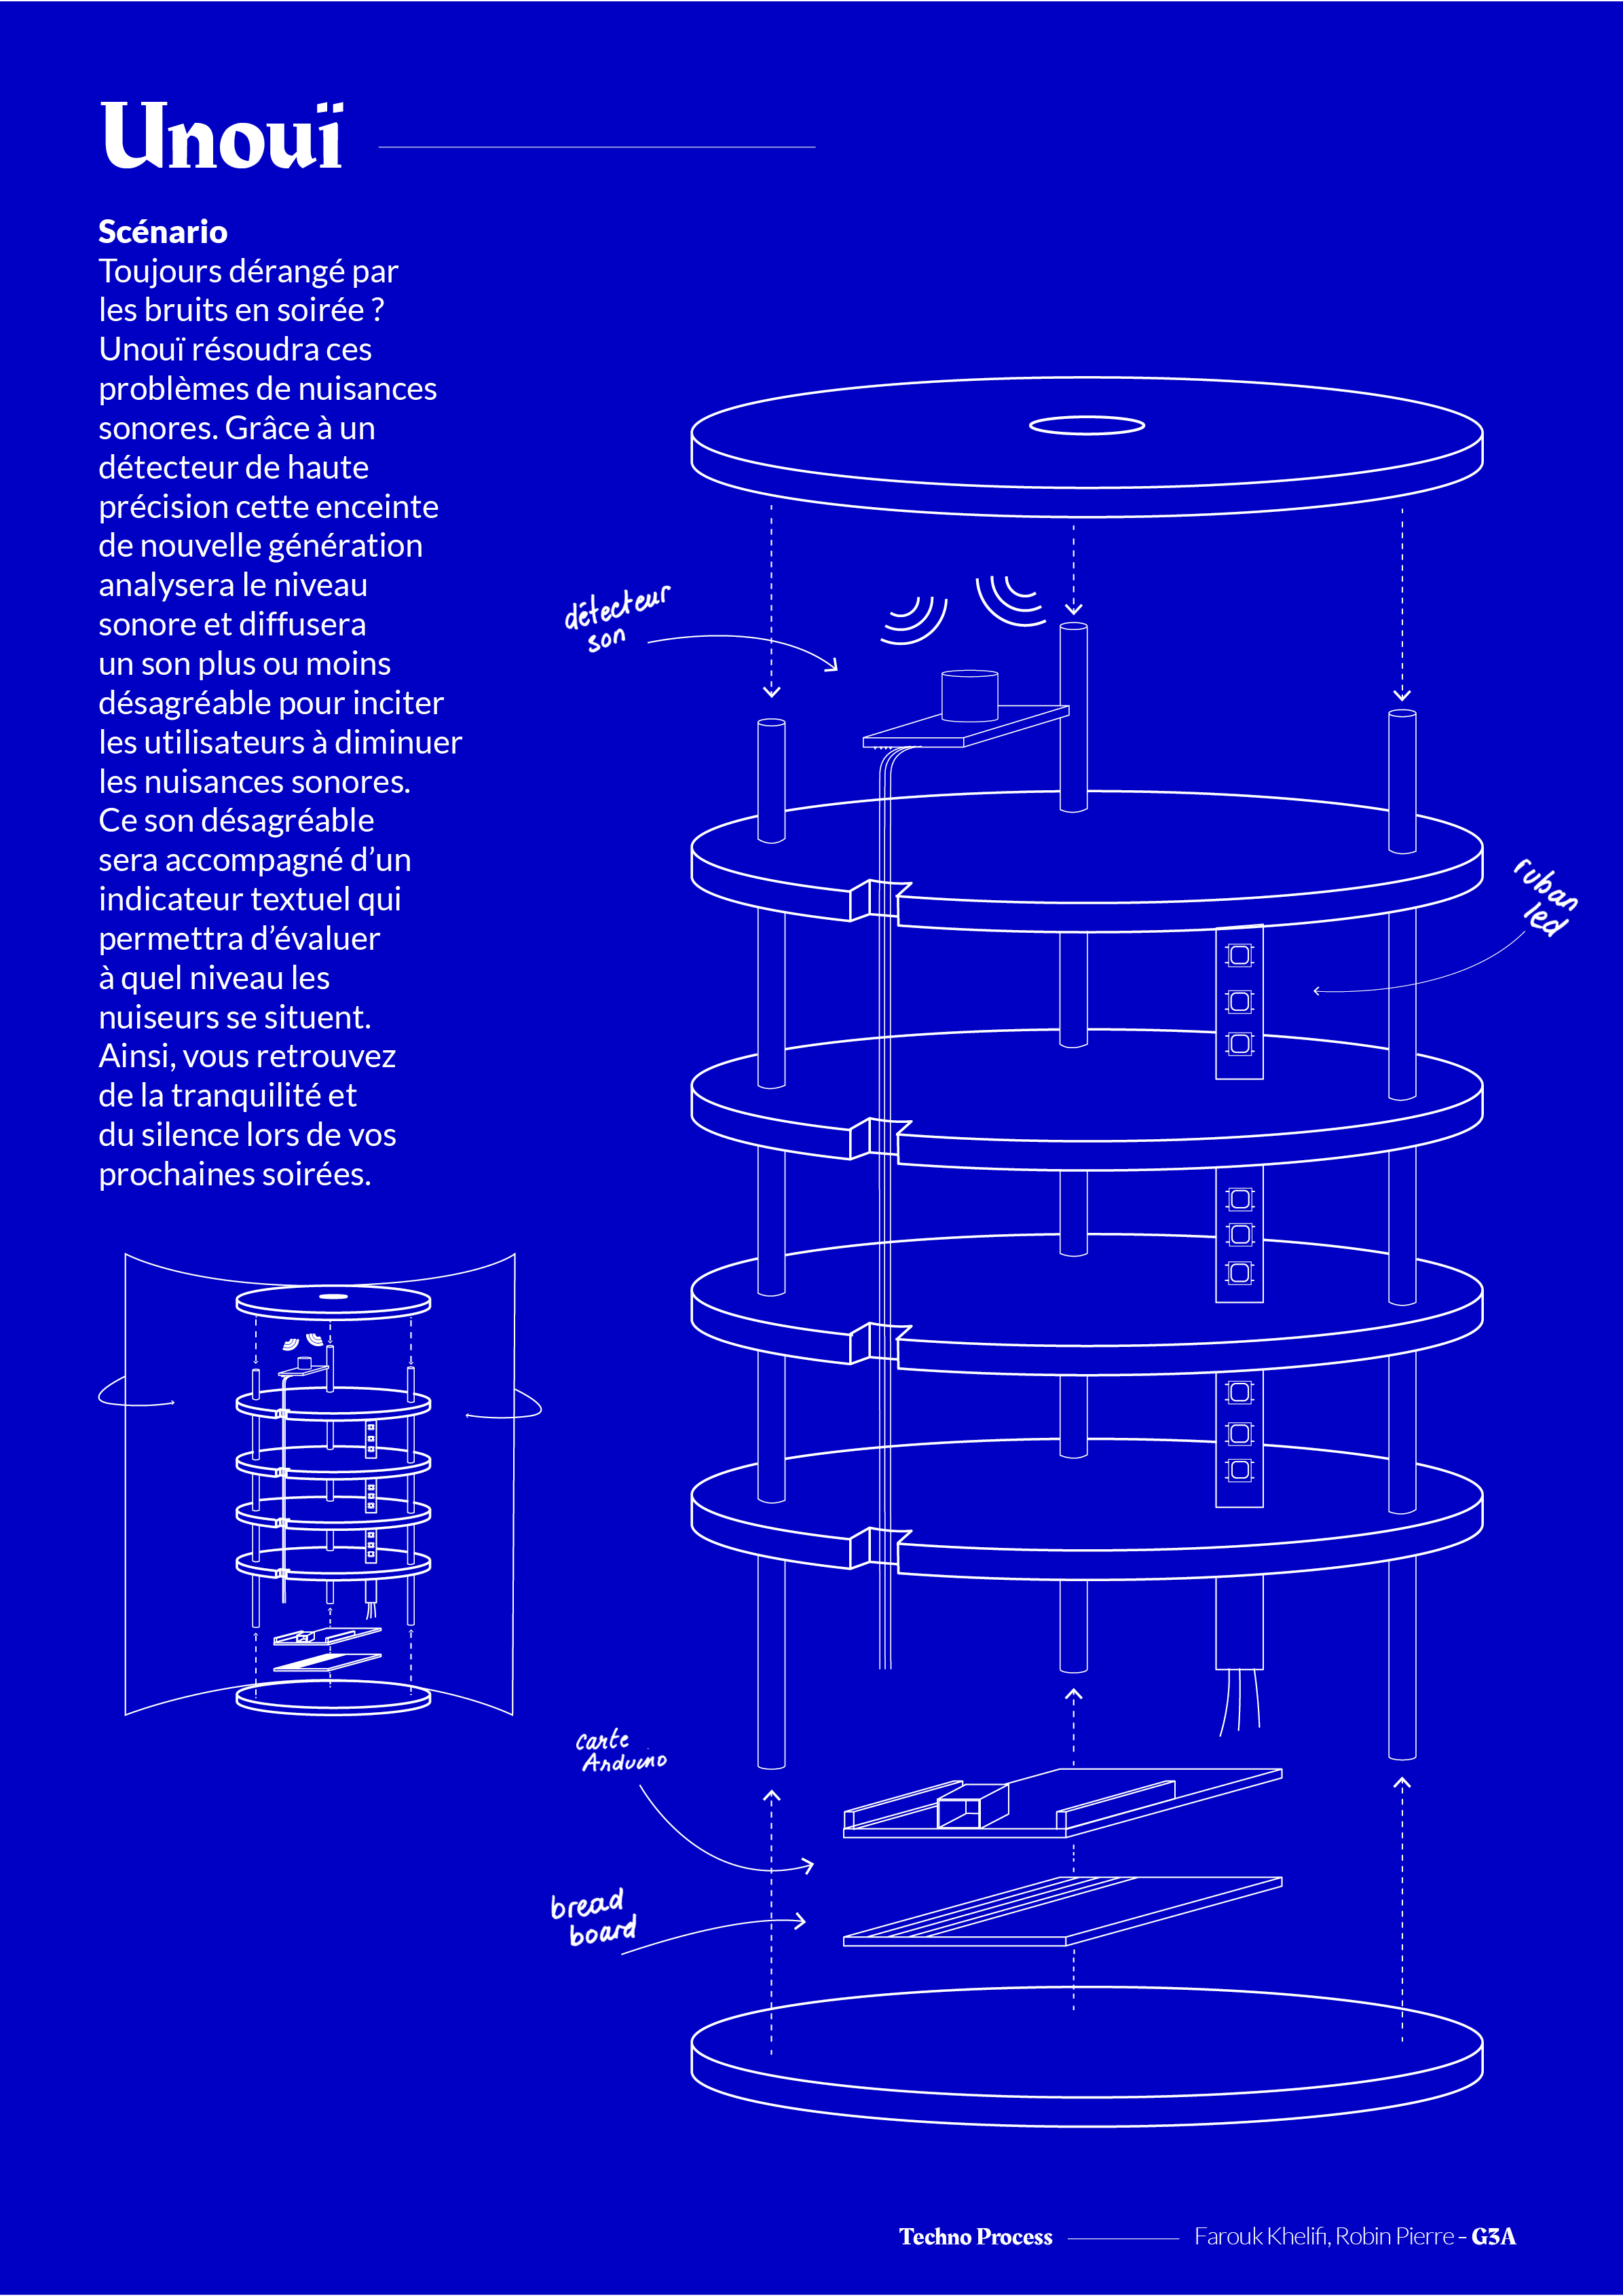 Unouï
Scénario
Toujours dérangé par
les bruits en soirée ?
Unouï résoudra ces
problèmes de nuisances
sonores. Grâce à un
détecteur de haute
précision cette enceinte
de nouvelle génération
analysera le niveau
sonore et diffusera
un son plus ou moins
désagréable pour inciter
les utilisateurs à diminuer
les nuisances sonores.
Ce son désagréable
sera accompagné d’un
indicateur textuel qui
permettra d’évaluer
à quel niveau les
nuiseurs se situent.
Ainsi, vous retrouvez
de la tranquilité et
du silence lors de vos
prochaines soirées.
détecteur
son
ruban
led
carte
Arduino
bread
board
Techno Process
Farouk Khelifi, Robin Pierre – G3A